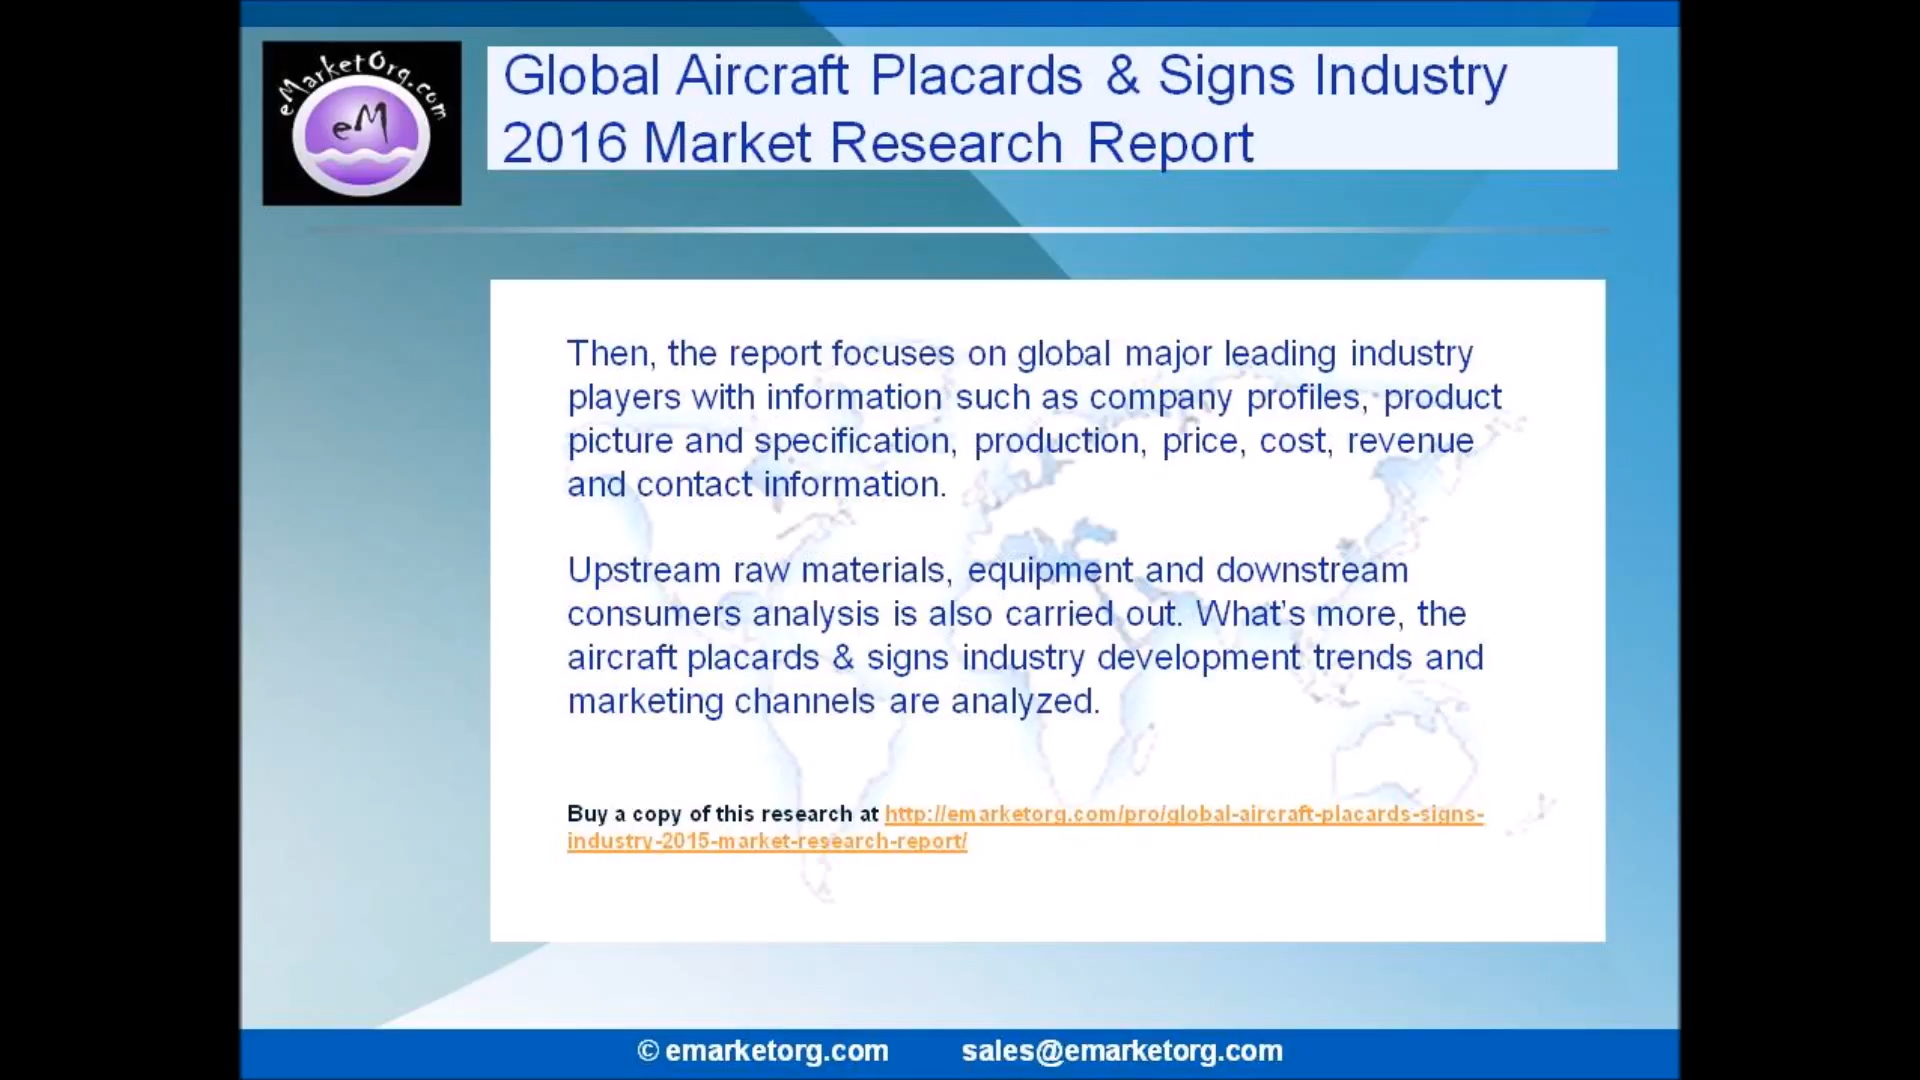 eMarketOrg.com
eM
Global Aircraft Placards & Signs Industry
2016 Market Research Report
Then, the report focuses on global major leading industry
players with information such as company profiles, product
picture and specification, production, price, cost, revenue
and contact information.
Upstream raw materials, equipment and downstream
consumers analysis is also carried out. What's more, the
aircraft placards & signs industry development trends and
marketing channels are analyzed.
Buy a copy of this research at http://emarketorg.com/pro/global-aircraft-placards-signs-
industry-2015-market-research-report/
© emarketorg.com sales@emarketorg.com